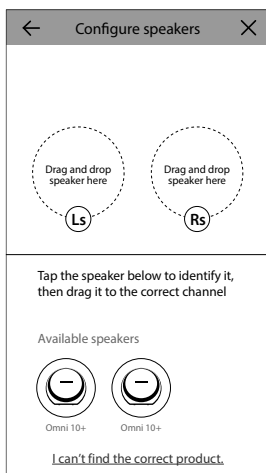 Configure speakers
Drag and drop
speaker here
Ls
Drag and drop
speaker here
Rs
Tap the speaker below to identify it,
then drag it to the correct channel
Available speakers
Omni 10+
Omni 10+
I can't find the correct product.